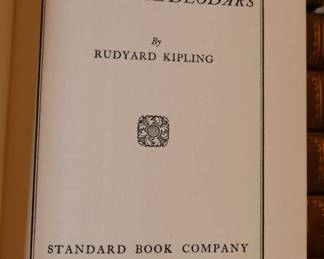 DEODARS
By
RUDYARD KIPLING
STANDARD BOOK COMPANY